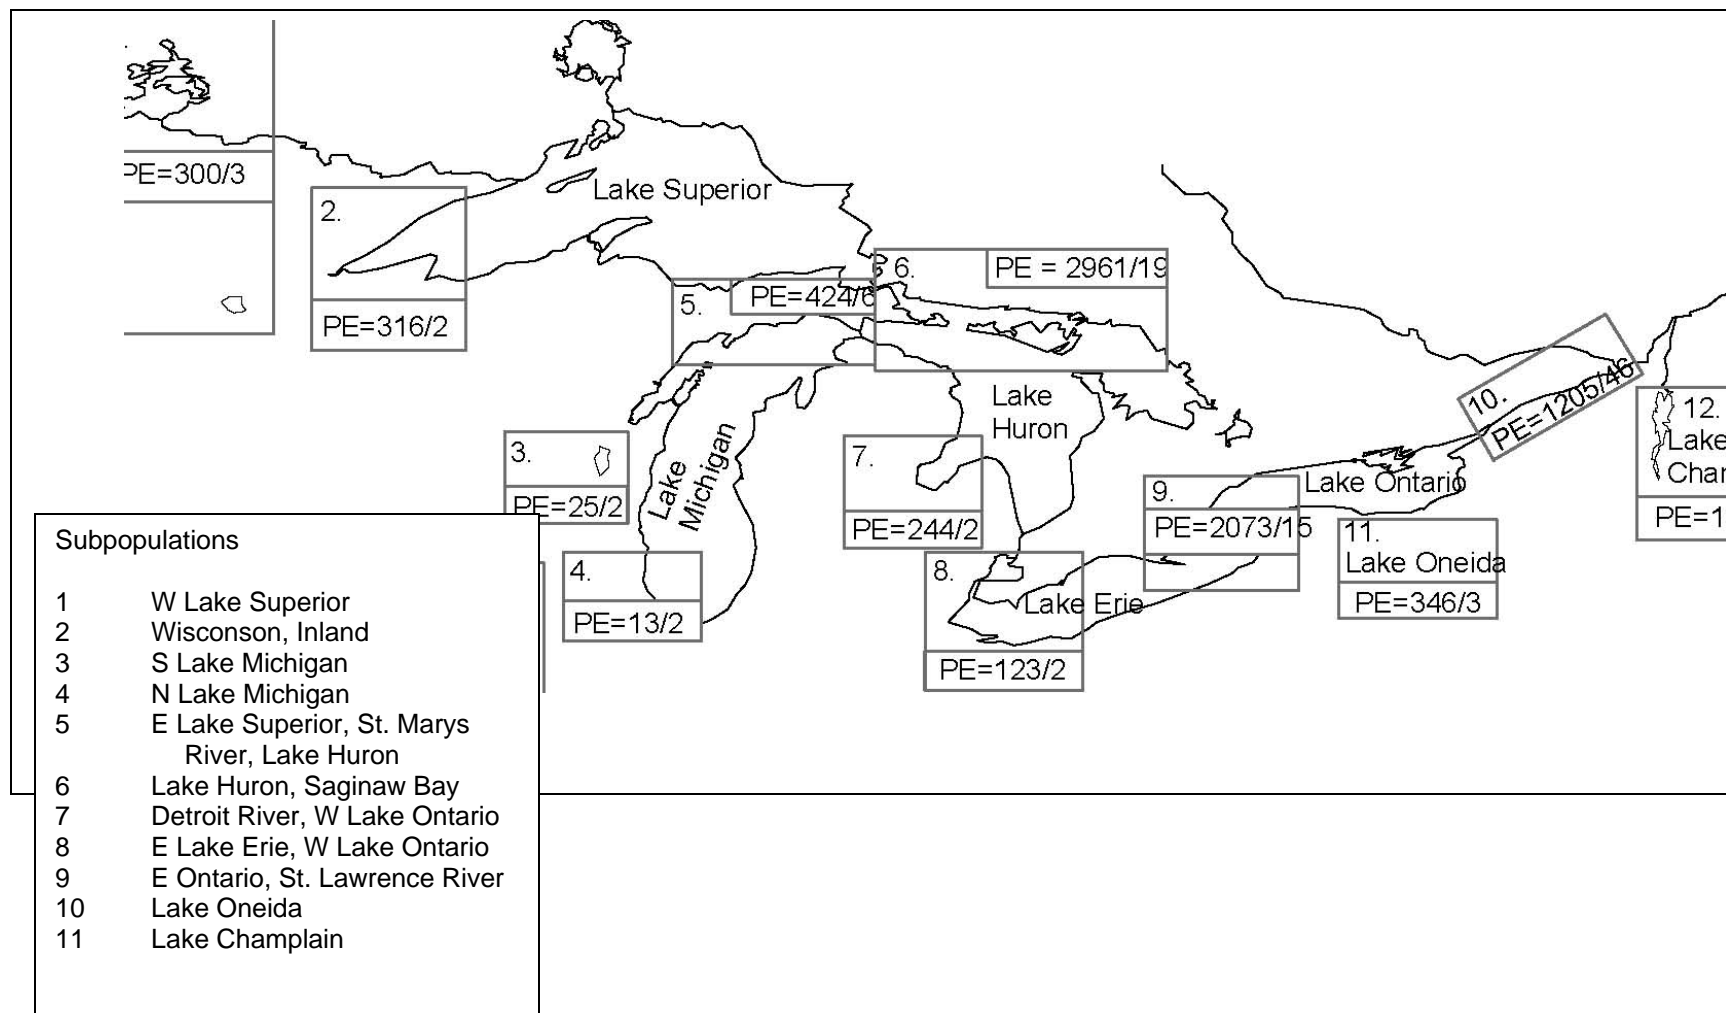 PE=300/3
2.
PE=316/2
Lake Superior
5.
PE=424/6
6.
PE = 2961/19
Lake
Huron
3.
PE=25/2
Lake
Michigan
4.
PE=13/2
7.
PE=244/2
8.
Lake Erie
PE=123/2
9.
PE=2073/15
Lake Ontario
10.
PE=1205/46
11.
Lake Oneida
PE=346/3
12.
Lake
Cham
PE=1
Subpopulations
1 W Lake Superior
2 Wisconson, Inland
3 S Lake Michigan
4 N Lake Michigan
5 E Lake Superior, St. Marys
River, Lake Huron
6 Lake Huron, Saginaw Bay
7 Detroit River, W Lake Ontario
8 E Lake Erie, W Lake Ontario
9 E Ontario, St. Lawrence River
10 Lake Oneida
11 Lake Champlain